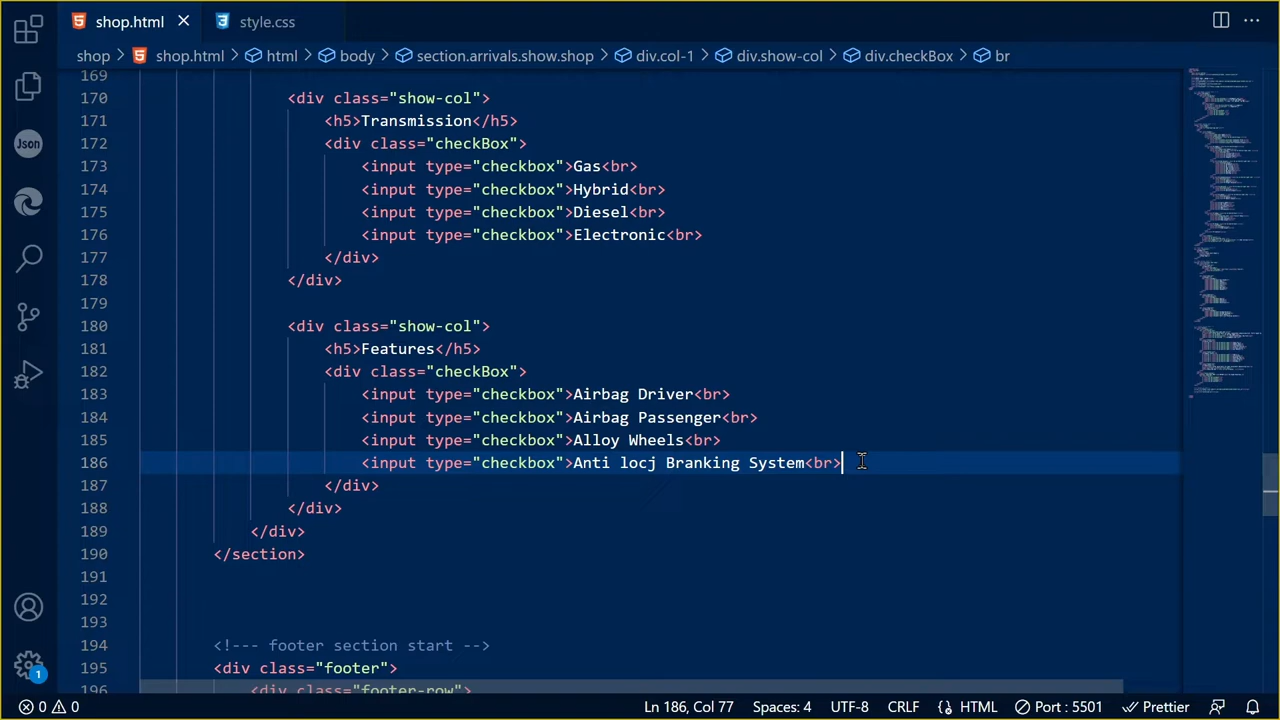 shop.html
style.css
shop > shop.html > html > body > section.arrivals.show.shop > div.col-1 > div.show-col > div.checkBox > br
Json
169
170 <div class="show-col">
171 <h5>Transmission</h5>
172 <div class="checkBox">
173 <input type="checkbox">Gas<br>
174 <input type="checkbox">Hybrid<br>
175 <input type="checkbox">Diesel<br>
176 <input type="checkbox">Electronic<br>
177 </div>
178 </div>
179
180 <div class="show-col">
181 <h5>Features</h5>
182 <div class="checkBox">
183 <input type="checkbox">Airbag Driver<br>
184 <input type="checkbox">Airbag Passenger<br>
185 <input type="checkbox">Alloy Wheels<br>
186 <input type="checkbox">Anti locj Branking System<br>
187 </div>
188 </div>
189 </div>
190 </section>
191
192
193
194 <!--- footer section start -->
195 <div class="footer">
196 <div class="footer-row">
1
0 0 Ln 186, Col 77 Spaces: 4 UTF-8 CRLF HTML Port : 5501 Prettier